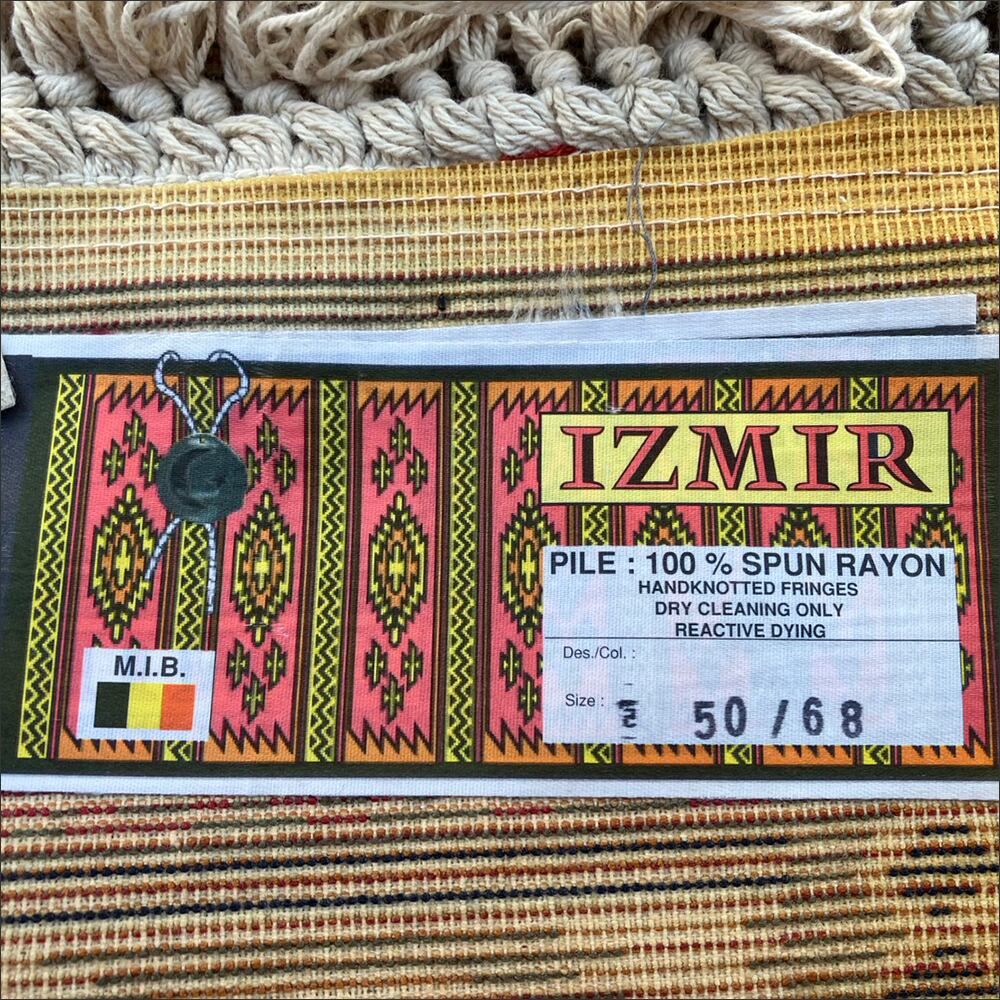 IZMIR
PILE : 100 % SPUN RAYON
HANDKNOTTED FRINGES
DRY CLEANING ONLY
REACTIVE DYING
Des./Col. :
Size : 50 / 68
M.I.B.